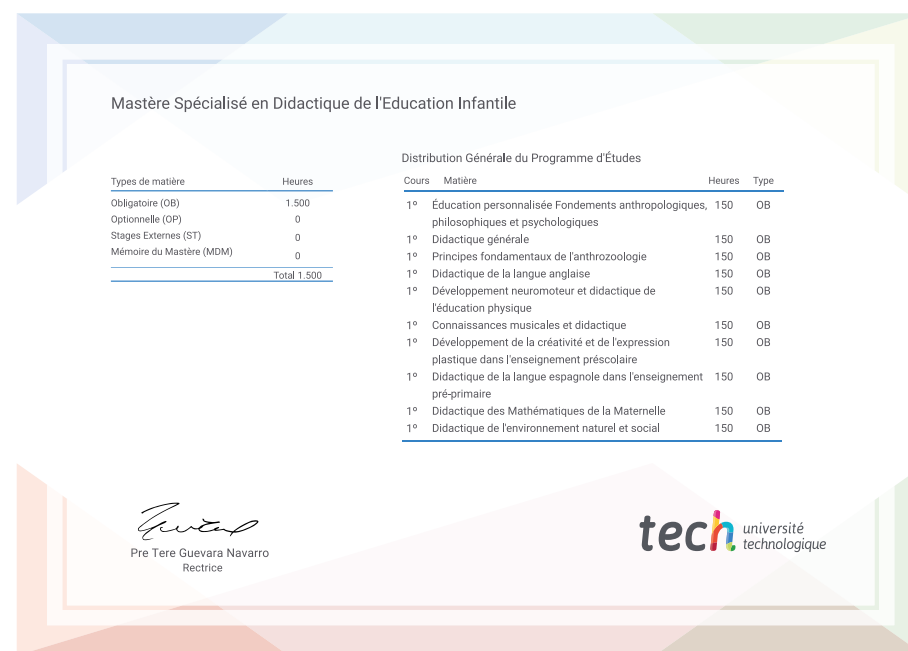 Mastère Spécialisé en Didactique de l'Education Infantile
Types de matière Heures
Obligatoire (OB) 1.500
Optionnelle (OP) 0
Stages Externes (ST) 0
Mémoire du Mastère (MDM) 0
Total 1.500
Distribution Générale du Programme d'Études
Cours Matière Heures Type
1º Éducation personnalisée Fondements anthropologiques, 150 OB
philosophiques et psychologiques
1º Didactique générale 150 OB
1º Principes fondamentaux de l'anthrozoologie 150 OB
1º Didactique de la langue anglaise 150 OB
1º Développement neuromoteur et didactique de 150 OB
l'éducation physique
1º Connaissances musicales et didactique 150 OB
1º Développement de la créativité et de l'expression 150 OB
plastique dans l'enseignement préscolaire
1º Didactique de la langue espagnole dans l'enseignement 150 OB
pré-primaire
1º Didactique des Mathématiques de la Maternelle 150 OB
1º Didactique de l'environnement naturel et social 150 OB
Pre Tere Guevara Navarro
Rectrice
tech université
technologique